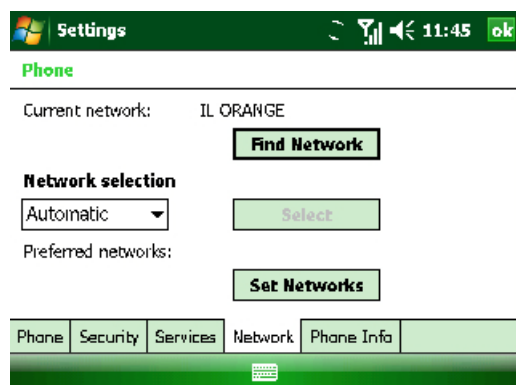 Settings 11:45 ok
Phone
Current network: IL ORANGE
Find Network
Network selection
Automatic Select
Preferred networks:
Set Networks
Phone Security Services Network Phone Info